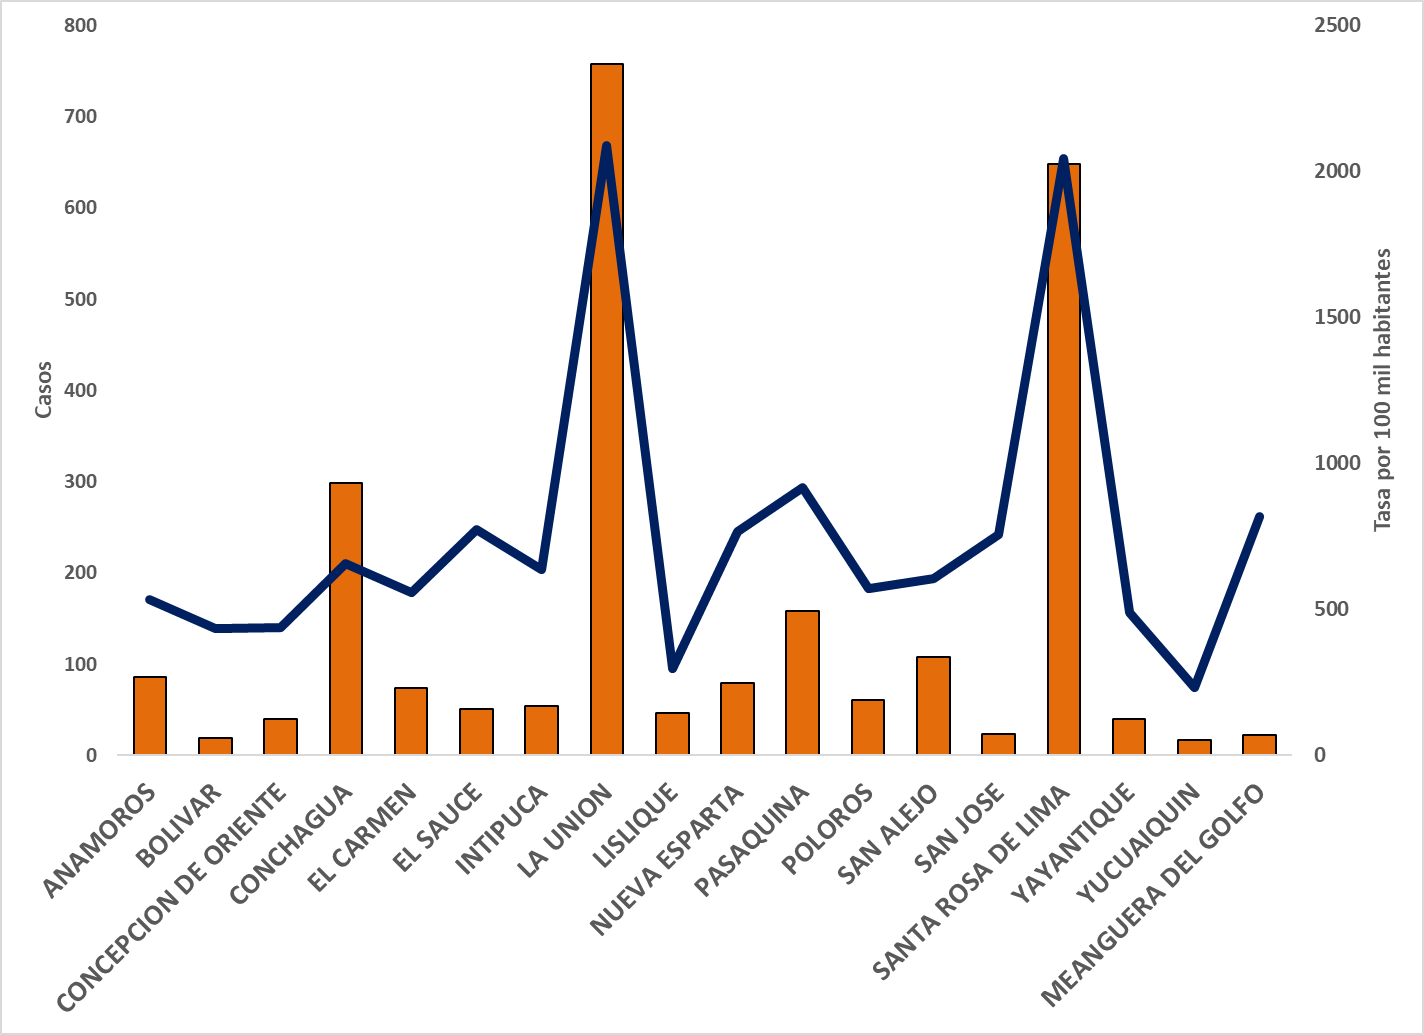 800
700
600
500
400
300
200
100
0
Casos
2500
2000
1500
1000
500
0
Tasa por 100 mil habitantes
ANAMOROS
BOLIVAR
CONCEPCION DE ORIENTE
CONCHAGUA
EL CARMEN
EL SAUCE
INTIPUCA
LA UNION
LISLIQUE
NUEVA ESPARTA
PASAQUINA
POLOROS
SAN ALEJO
SAN JOSE
SANTA ROSA DE LIMA
YAYANTIQUE
YUCUAIQUIN
MEANGUERA DEL GOLFO